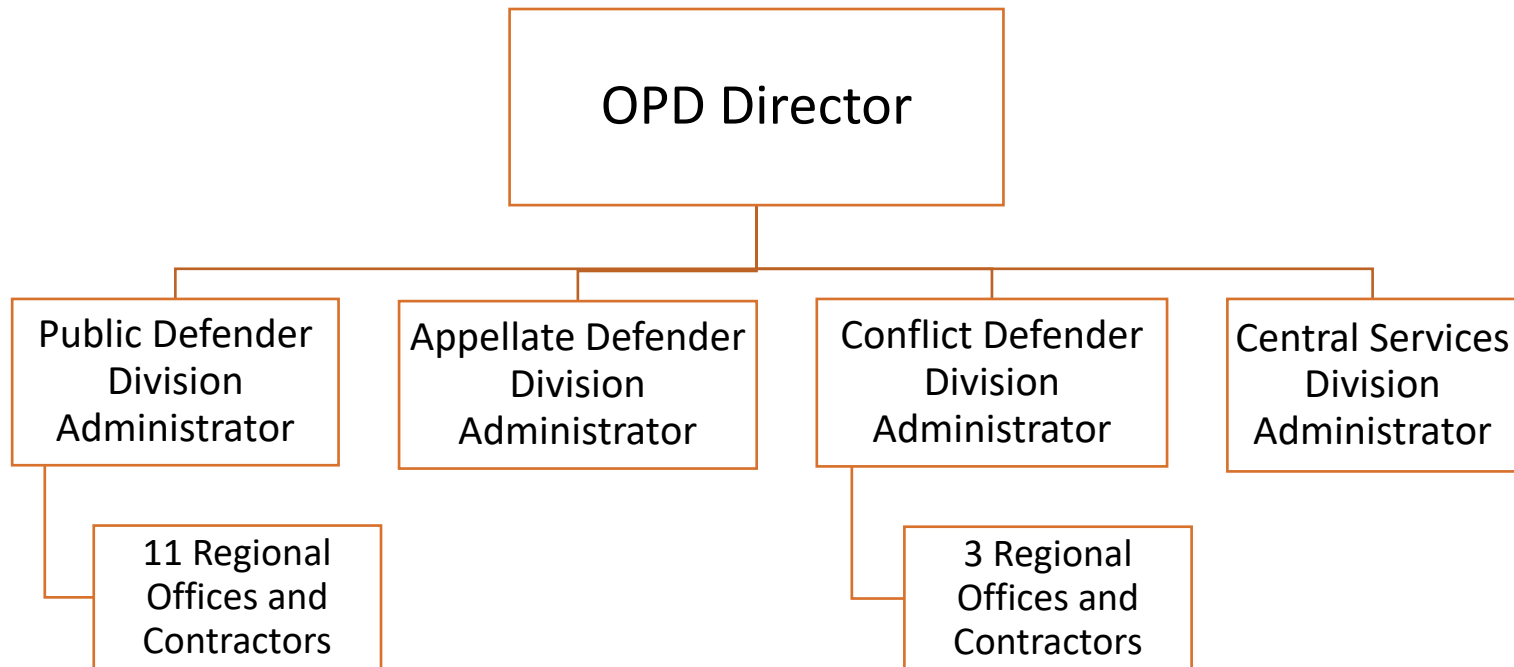 OPD Director
Public Defender
Division
Administrator
Appellate Defender
Division
Administrator
Conflict Defender
Division
Administrator
Central Services
Division
Administrator
11 Regional
Offices and
Contractors
3 Regional
Offices and
Contractors